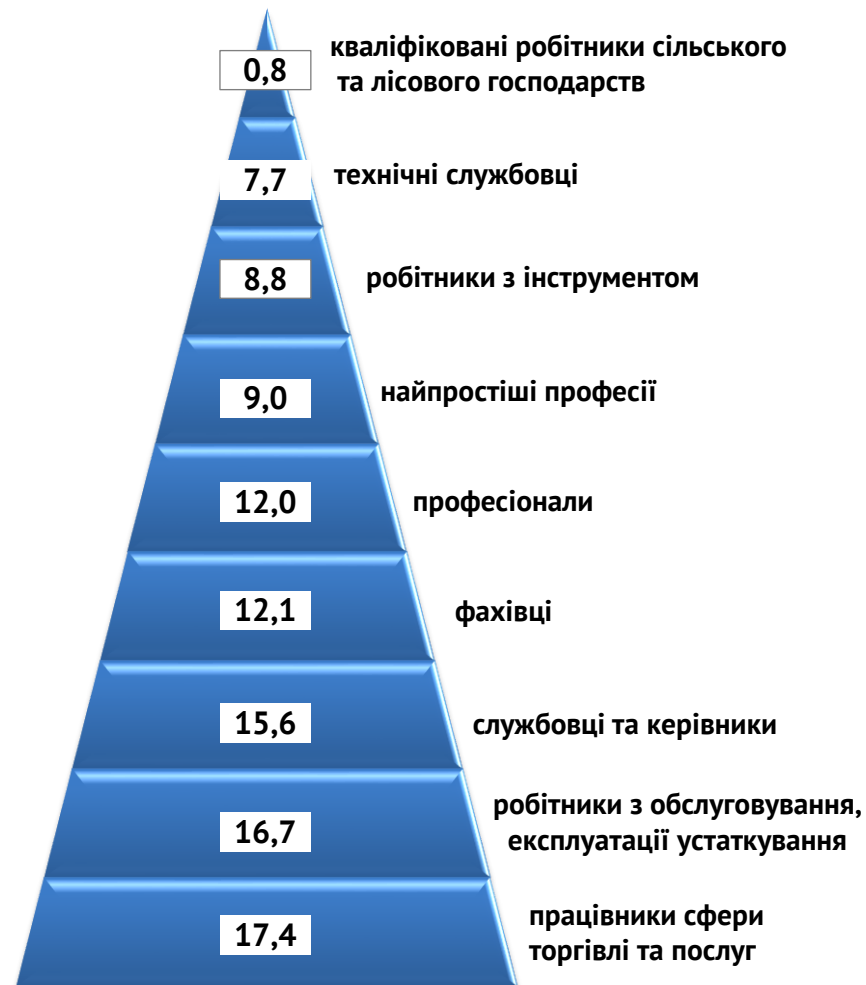 кваліфіковані робітники сільського
0,8
та лісового господарств
7,7 технічні службовці
8,8 робітники з інструментом
9,0 найпростіші професії
12,0 професіонали
12,1 фахівці
15,6 службовці та керівники
робітники з обслуговування,
16,7
експлуатації устаткування
працівники сфери
17,4
торгівлі та послуг